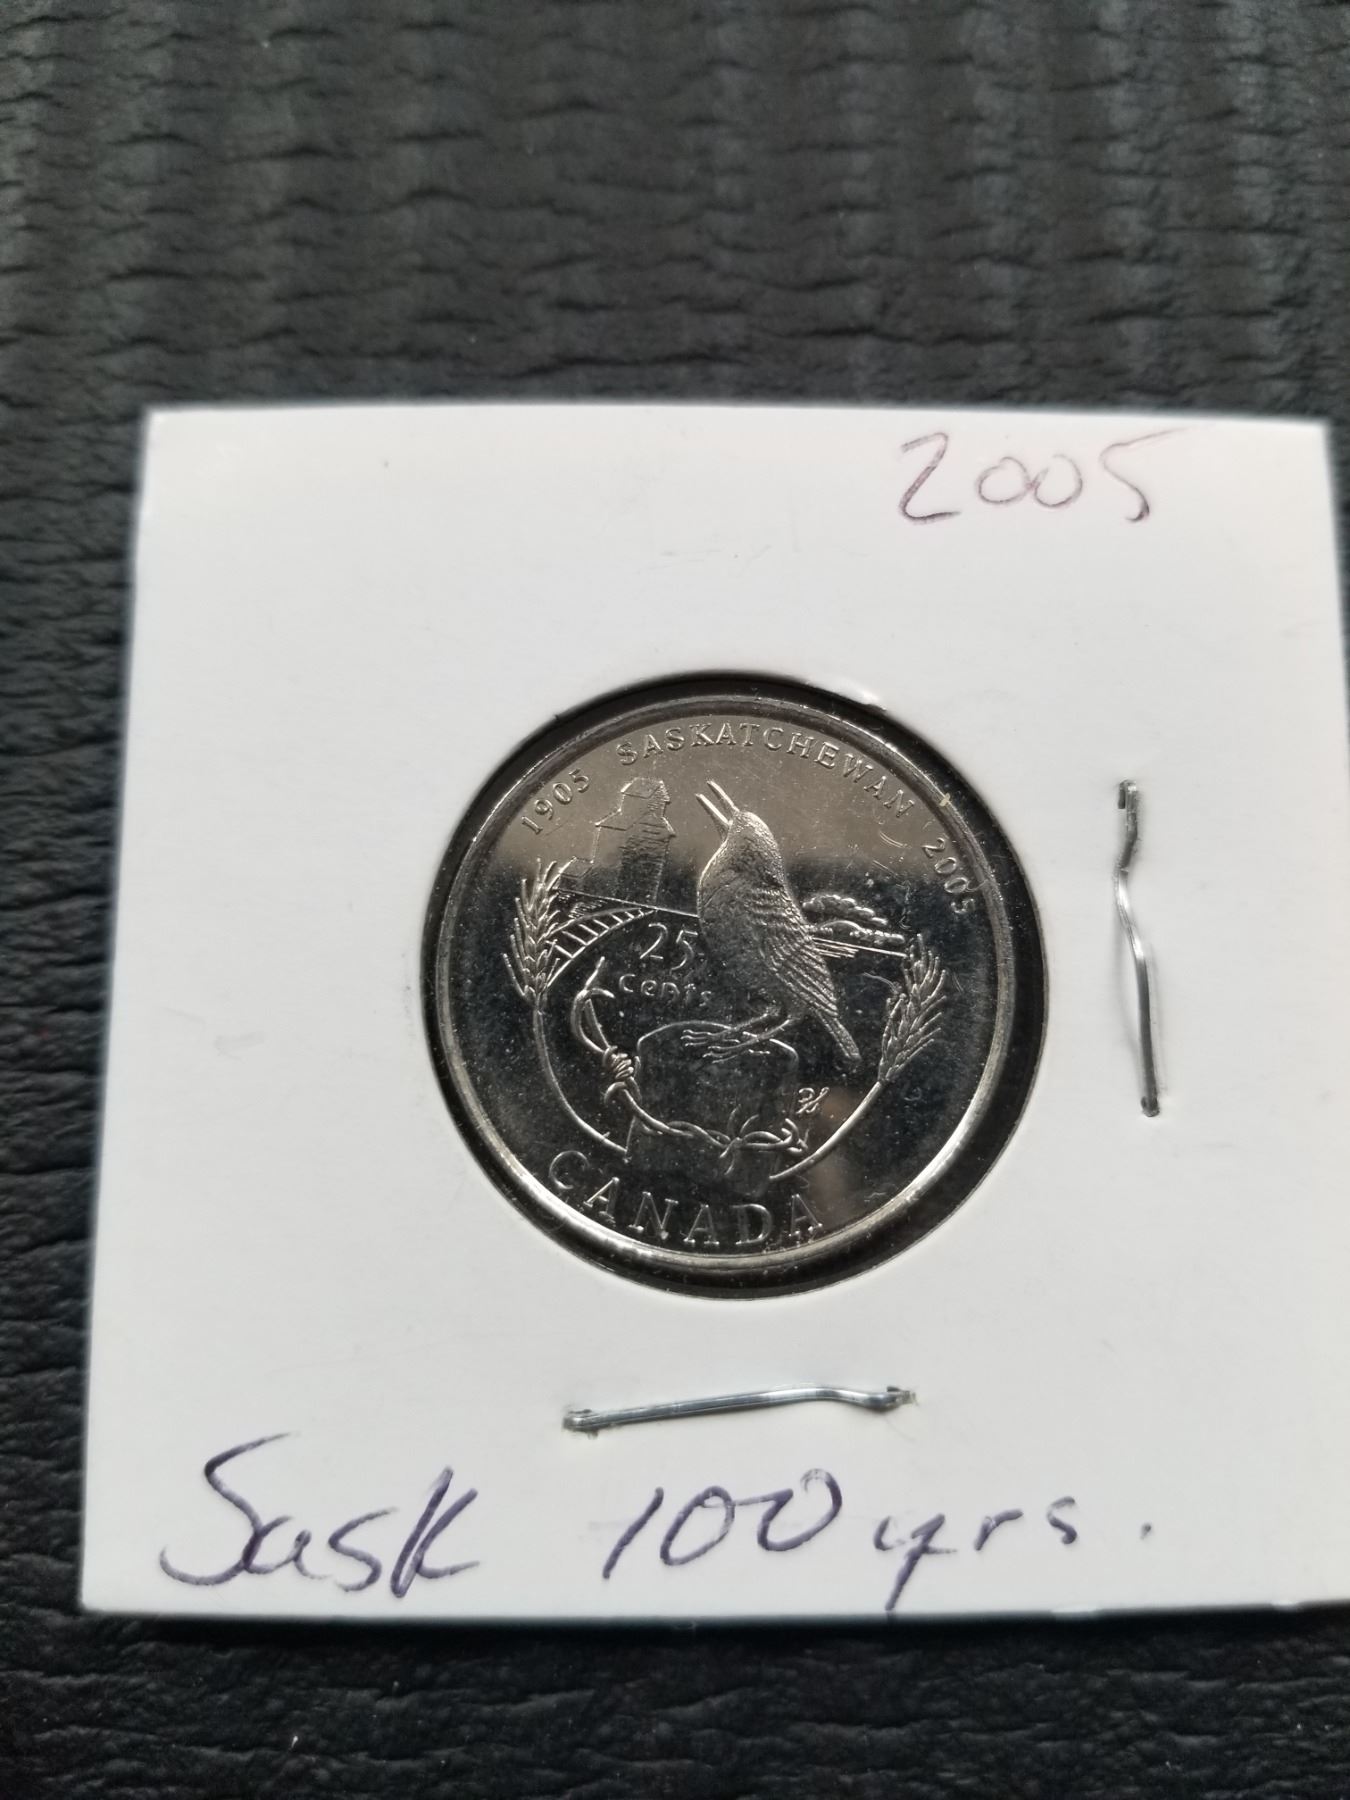 2005
1905 SASKATCHEWAN 2005
25
cents
CANADA
Sask 100 yrs.